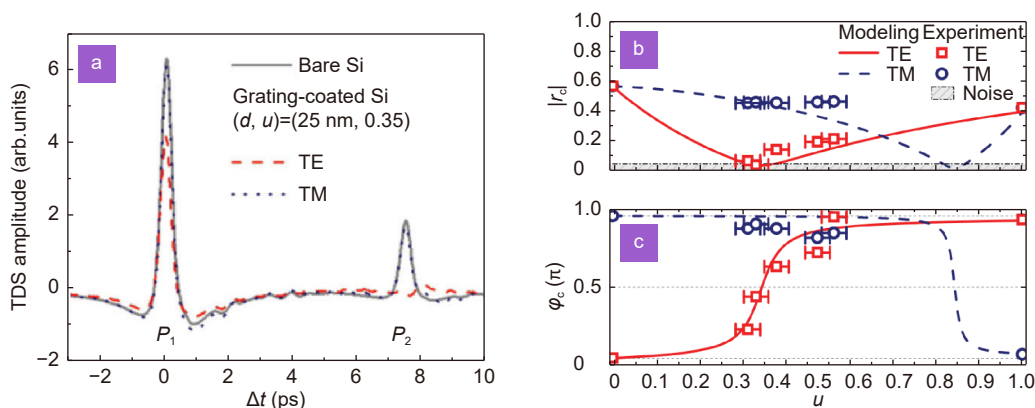 a
TDS amplitude (arb.units)
6
4
2
0
−2
Bare Si
Grating-coated Si
(d, u)=(25 nm, 0.35)
TE
TM
P1
P2
−2 0 2 4 6 8 10
Δt (ps)
b
|rc|
1.0
0.8
0.6
0.4
0.2
0
Modeling Experiment
TE TE
TM TM
Noise
c
φc (π)
1.0
0.5
0
0 0.1 0.2 0.3 0.4 0.5 0.6 0.7 0.8 0.9 1.0
u